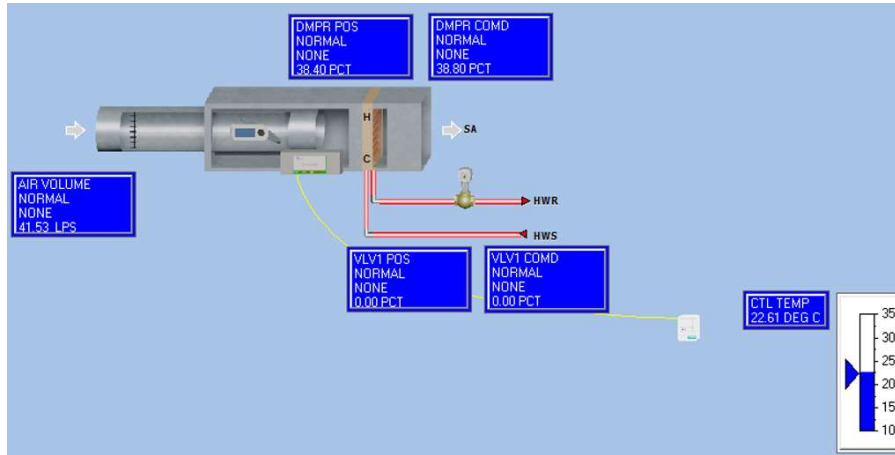 DMPR POS
NORMAL
NONE
38.40 PCT
DMPR COMD
NORMAL
NONE
38.80 PCT
H
C
SA
AIR VOLUME
NORMAL
NONE
41.53 LPS
HWR
HWS
VLV1 POS
NORMAL
NONE
0.00 PCT
VLV1 COMD
NORMAL
NONE
0.00 PCT
CTL TEMP
22.61 DEG C
35
30
25
20
15
10